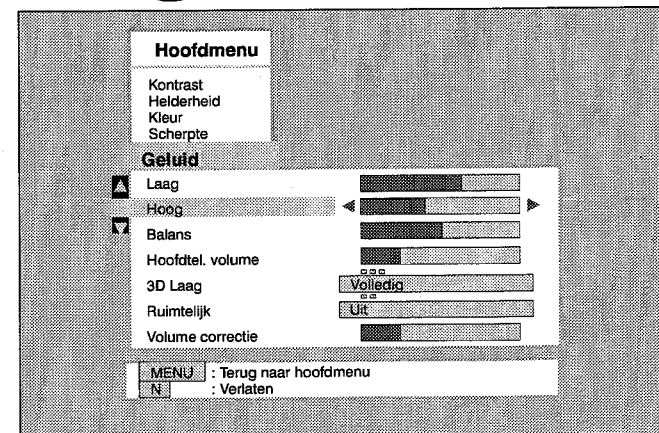 Hoofdmenu
Kontrast
Helderheid
Kleur
Scherpte
Geluid
Laag
Hoog
Balans
Hoofdtel. volume
3D Laag Volledig
Ruimtelijk Uit
Volume correctie
MENU : Terug naar hoofdmenu
N : Verlaten